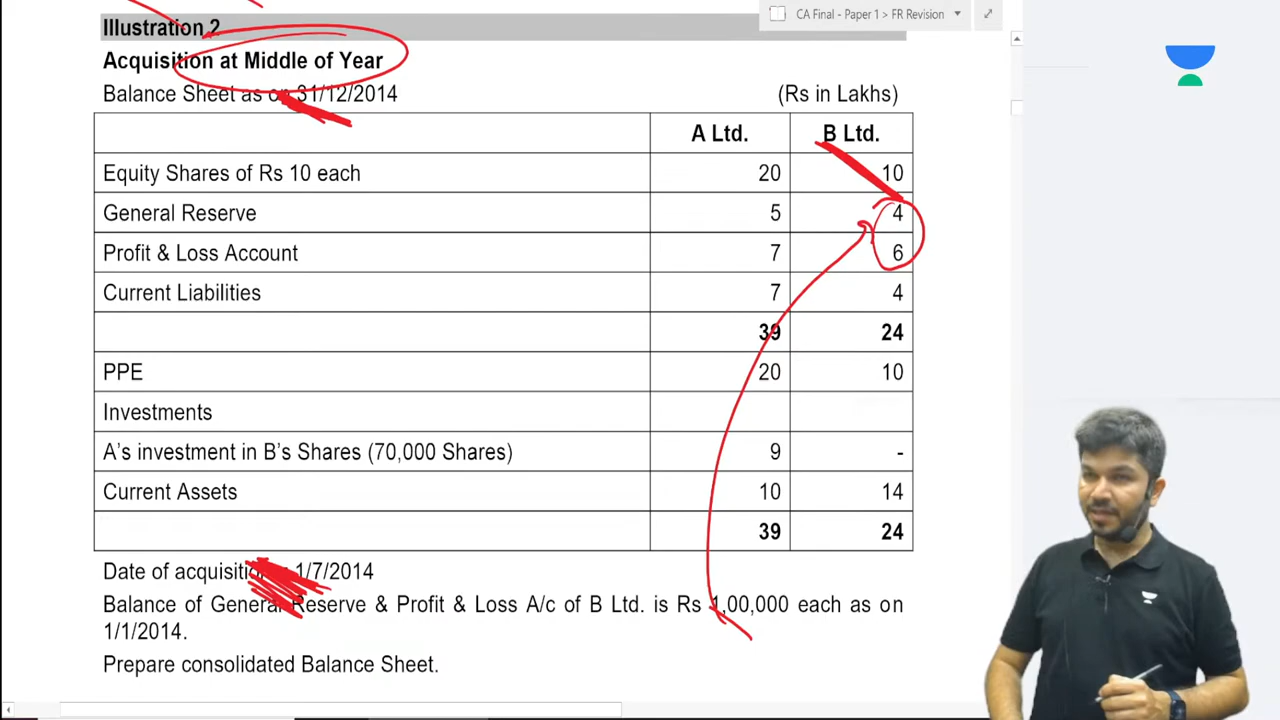 CA Final - Paper 1 > FR Revision
Illustration 2
Acquisition at Middle of Year
Balance Sheet as on 31/12/2014 (Rs in Lakhs)
A Ltd. B Ltd.
Equity Shares of Rs 10 each 20 10
General Reserve 5 4
Profit & Loss Account 7 6
Current Liabilities 7 4
39 24
PPE 20 10
Investments
A’s investment in B’s Shares (70,000 Shares) 9 -
Current Assets 10 14
39 24
Date of acquisition 1/7/2014
Balance of General Reserve & Profit & Loss A/c of B Ltd. is Rs 1,00,000 each as on
1/1/2014.
Prepare consolidated Balance Sheet.